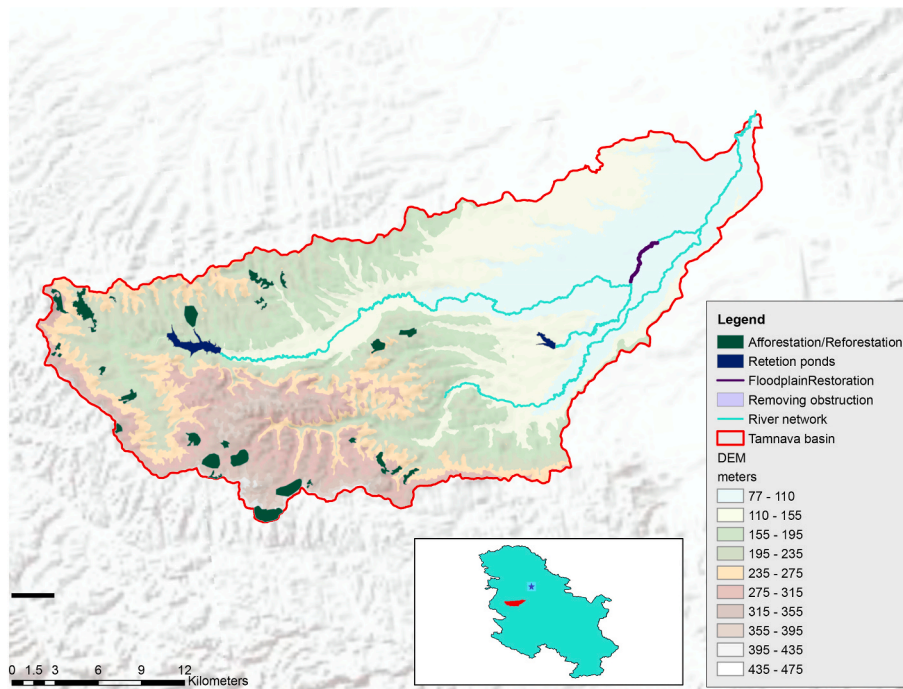 Legend
Afforestation/Reforestation
Retetion ponds
FloodplainRestoration
Removing obstruction
River network
Tamnava basin
DEM
meters
77 - 110
110 - 155
155 - 195
195 - 235
235 - 275
275 - 315
315 - 355
355 - 395
395 - 435
435 - 475
0 1.5 3 6 9 12
Kilometers